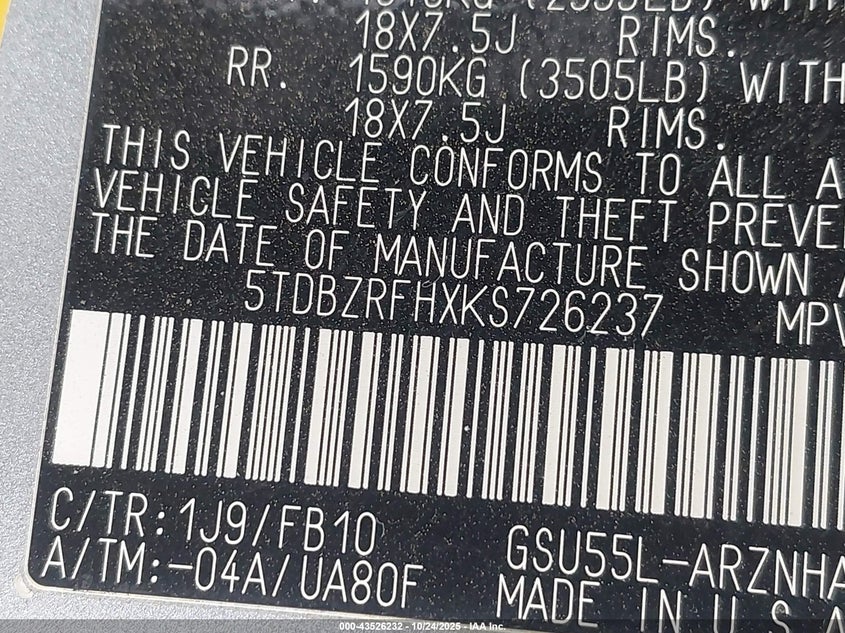 18X7.5J RIMS.
RR. 1590KG (3505LB) WITH
18X7.5J RIMS.
THIS VEHICLE CONFORMS TO ALL A
VEHICLE SAFETY AND THEFT PREVE
THE DATE OF MANUFACTURE SHOWN A
5TDBZRFHXKS726237 MPV
C/TR: 1J9/FB10 GSU55L-ARZNHA
A/TM:-04A/UA80F MADE IN U.S.A
000-43526232 - 10/24/2025 - IAA Inc.